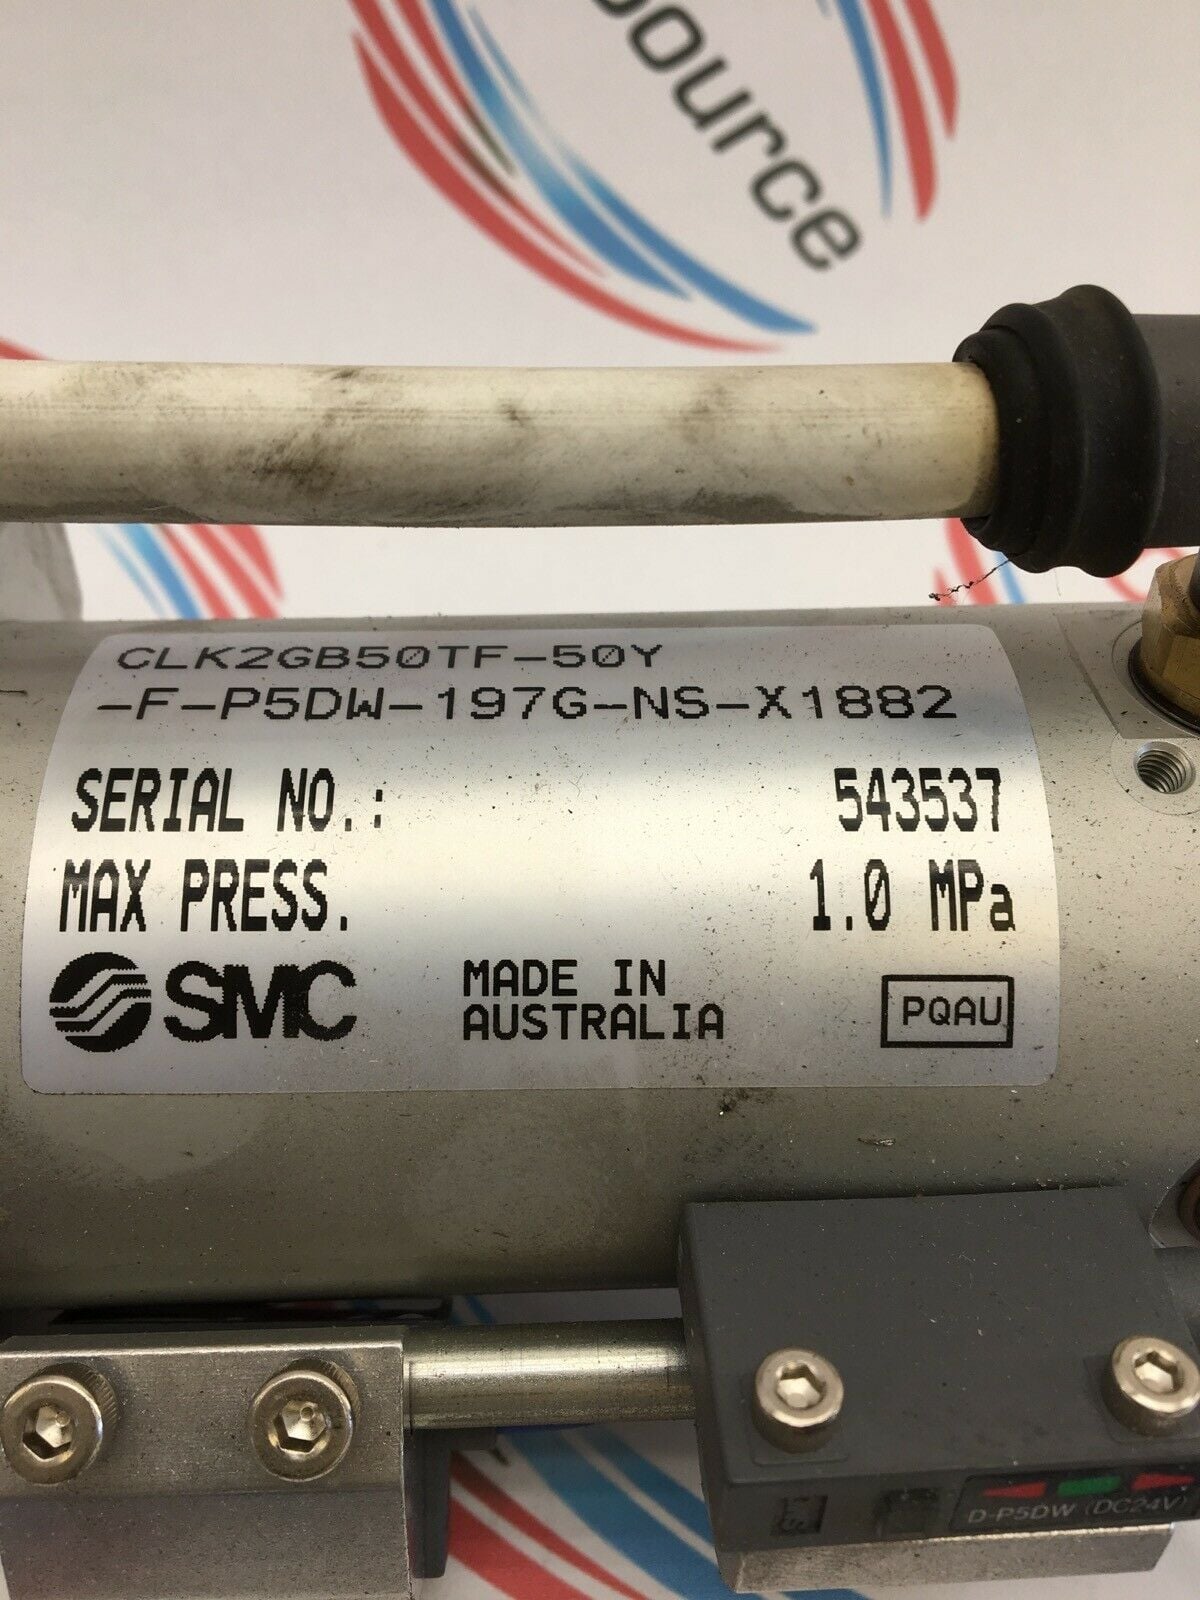 source
CLK2GB50TF-50Y
-F-P5DW-197G-NS-X1882
SERIAL NO.: 543537
MAX PRESS. 1.0 MPa
SMC MADE IN
AUSTRALIA
PQAU
D-P5DW (DC24V)